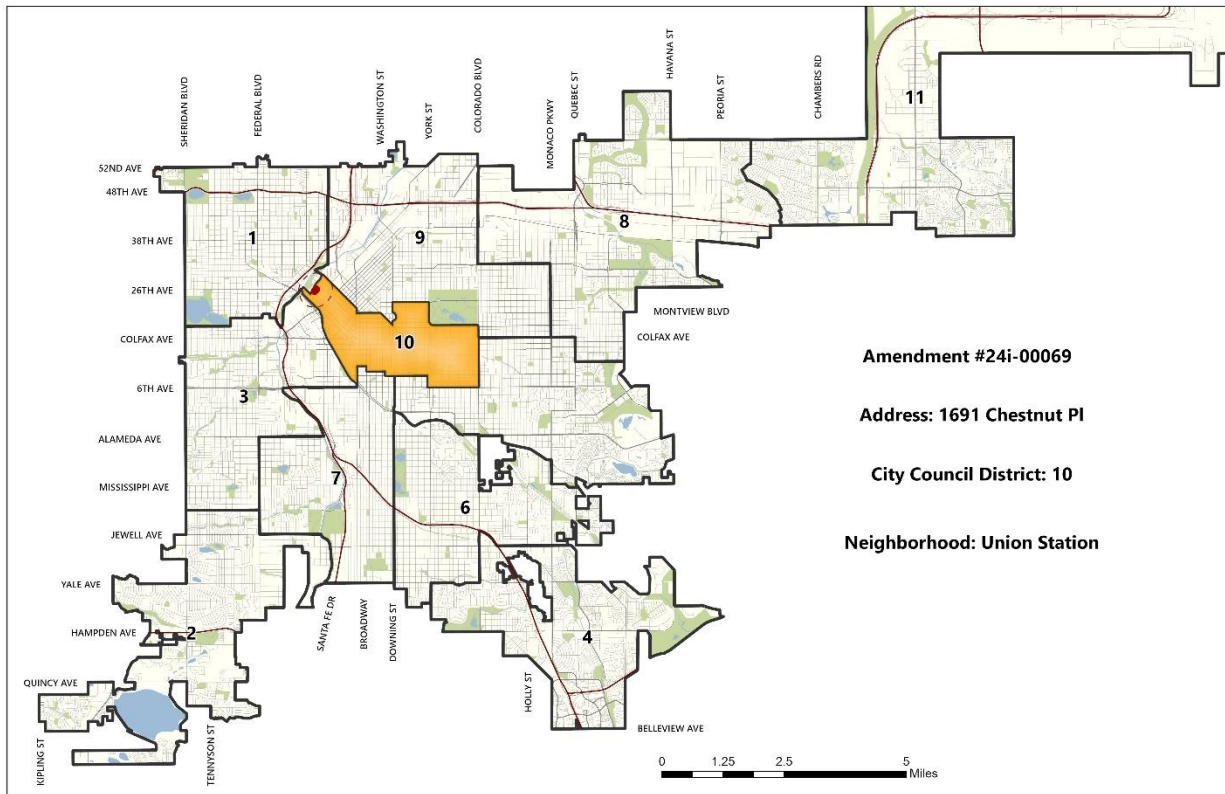 SHERIDAN BLVD
FEDERAL BLVD
WASHINGTON ST
YORK ST
COLORADO BLVD
MONACO PKWY
QUEBEC ST
HAVANA ST
PEORIA ST
CHAMBERS RD
11
52ND AVE
48TH AVE
8
1
9
38TH AVE
26TH AVE
MONTVIEW BLVD
COLFAX AVE
10
COLFAX AVE
Amendment #24i-00069
6TH AVE
3
Address: 1691 Chestnut Pl
ALAMEDA AVE
7
City Council District: 10
MISSISSIPPI AVE
6
JEWELL AVE
Neighborhood: Union Station
YALE AVE
HAMPDEN AVE
2
SANTA FE DR
BROADWAY
DOWNING ST
4
QUINCY AVE
HOLLY ST
BELLEVIEW AVE
KIPLING ST
TENNYSON ST
0 1.25 2.5 5
Miles